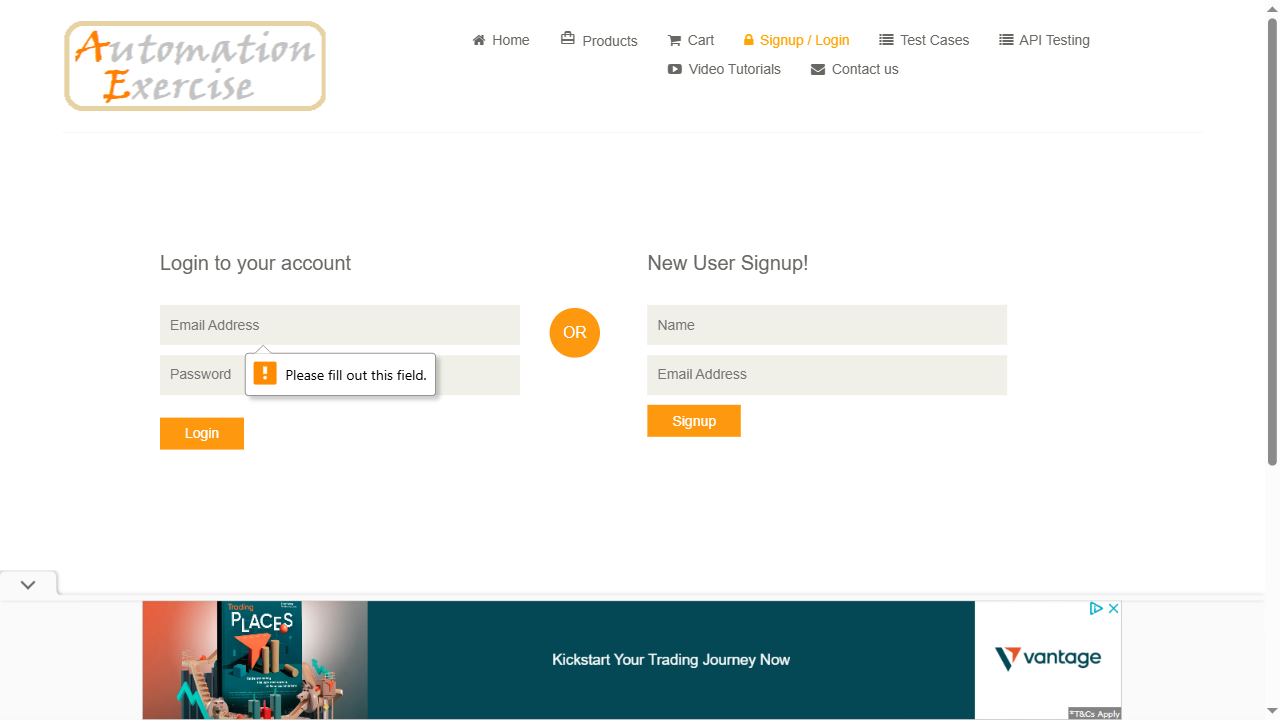 Automation
Exercise
Home
Products
Cart
Signup / Login
Test Cases
API Testing
Video Tutorials
Contact us
Login to your account
Email Address
Password
Please fill out this field.
Login
OR
New User Signup!
Name
Email Address
Signup
Trading
PLACES
Kickstart Your Trading Journey Now
vantage
*T&Cs Apply